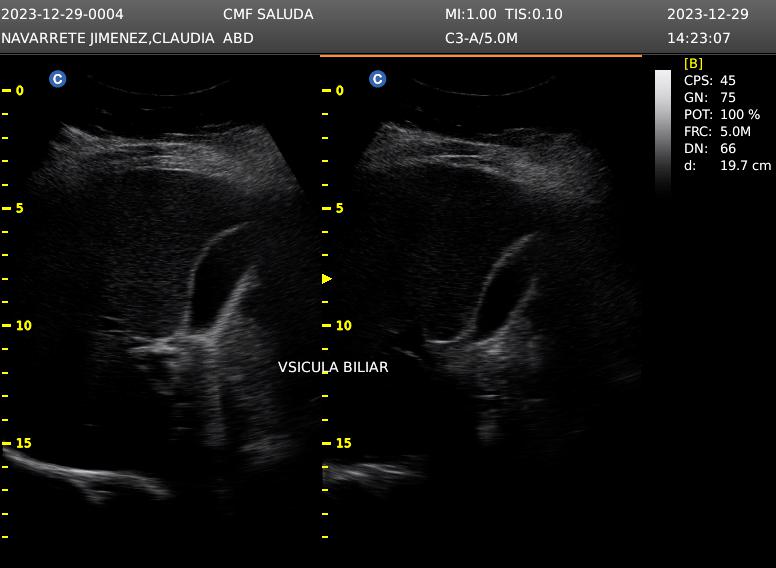 2023-12-29-0004 CMF SALUDA MI:1.00 TIS:0.10 2023-12-29
NAVARRETE JIMENEZ,CLAUDIA ABD C3-A/5.0M 14:23:07
C
C
[B]
CPS: 45
GN: 75
POT: 100 %
FRC: 5.0M
DN: 66
d: 19.7 cm
0
5
10
15
0
5
10
15
VSICULA BILIAR